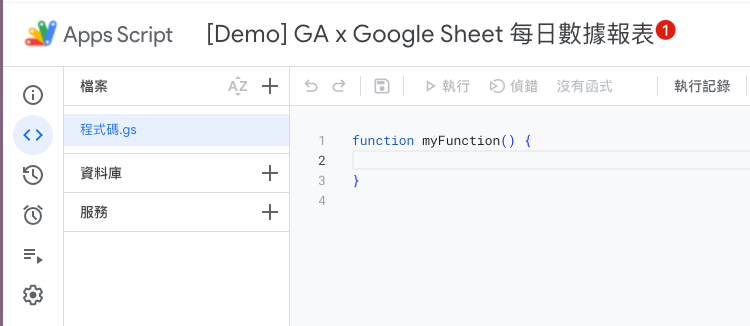 Apps Script [Demo] GA x Google Sheet 每日數據報表 1
檔案 AZ
執行 偵錯 沒有函式 執行記錄
程式碼.gs
資料庫
服務
1 function myFunction() {
2
3 }
4